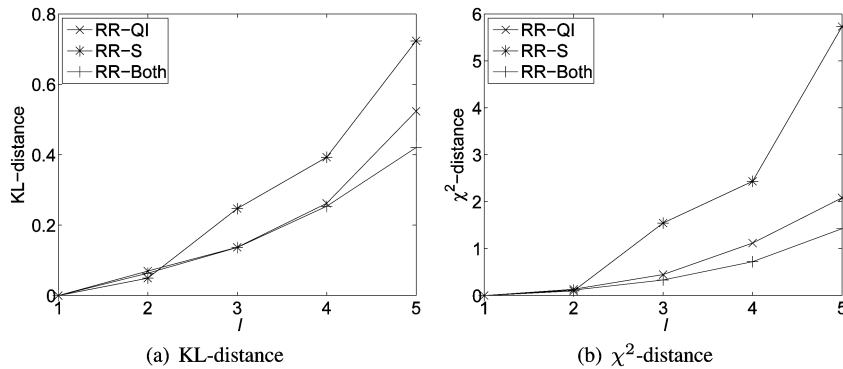 0.8
0.6
0.4
0.2
0
KL-distance
RR-QI
RR-S
RR-Both
1 2 3 4 5
l
(a) KL-distance
6
5
4
3
2
1
0
χ²-distance
RR-QI
RR-S
RR-Both
1 2 3 4 5
l
(b) χ²-distance